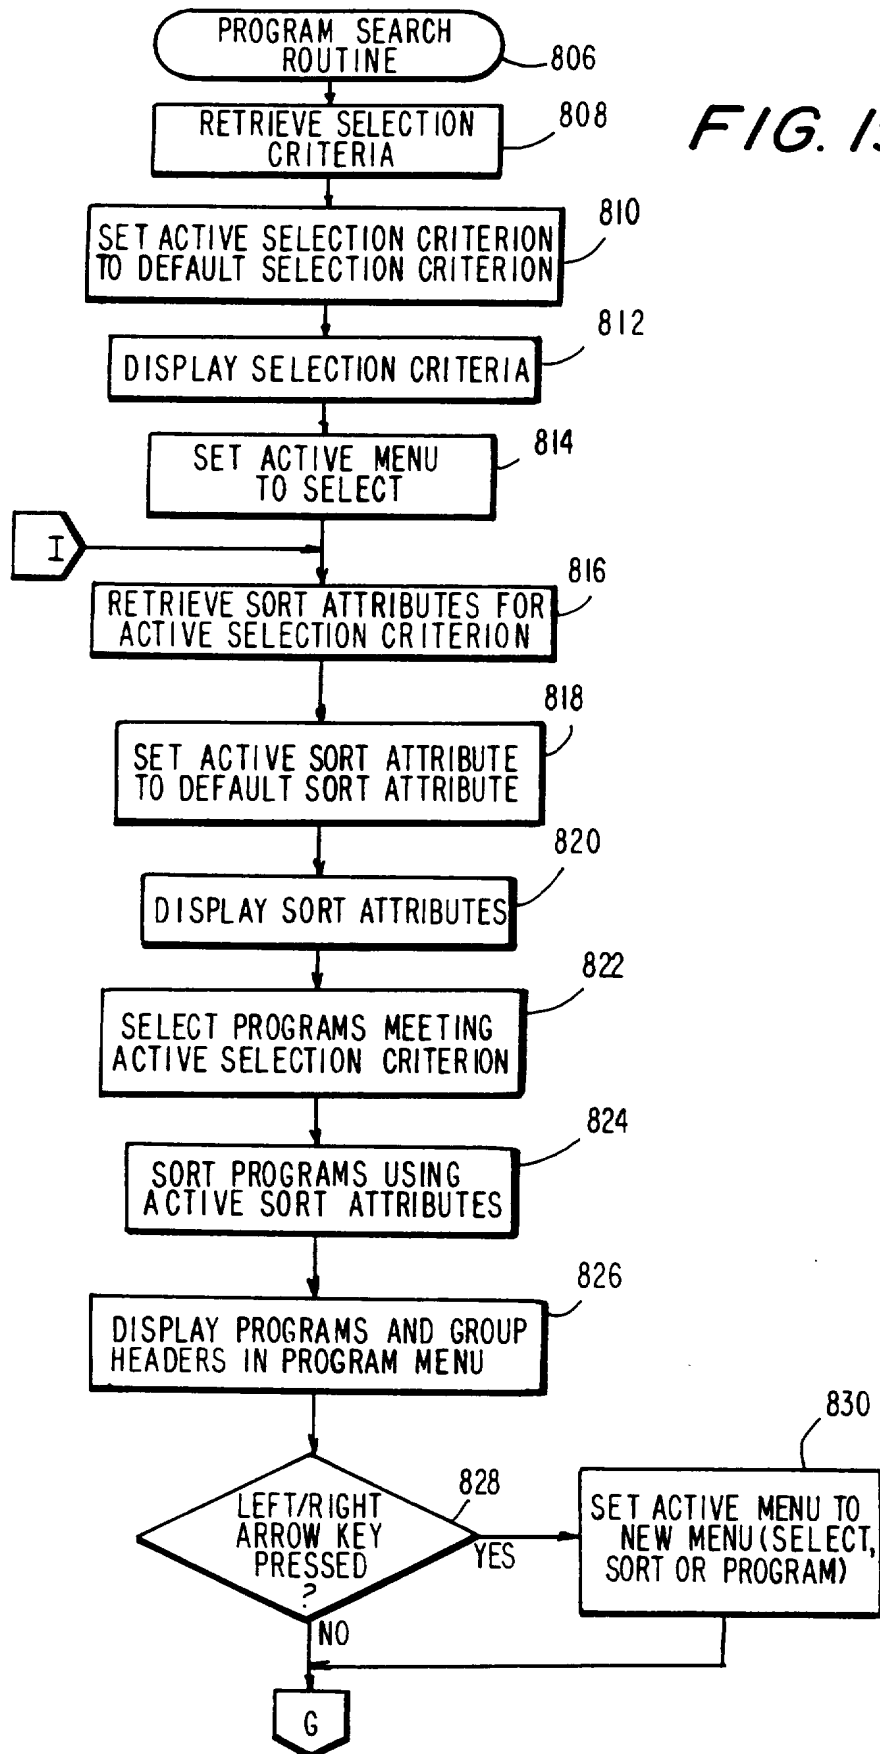 PROGRAM SEARCH
ROUTINE
806
RETRIEVE SELECTION
CRITERIA
808
FIG. 1
SET ACTIVE SELECTION CRITERION
TO DEFAULT SELECTION CRITERION
810
DISPLAY SELECTION CRITERIA
812
SET ACTIVE MENU
TO SELECT
814
I
RETRIEVE SORT ATTRIBUTES FOR
ACTIVE SELECTION CRITERION
816
SET ACTIVE SORT ATTRIBUTE
TO DEFAULT SORT ATTRIBUTE
818
DISPLAY SORT ATTRIBUTES
820
SELECT PROGRAMS MEETING
ACTIVE SELECTION CRITERION
822
SORT PROGRAMS USING
ACTIVE SORT ATTRIBUTES
824
DISPLAY PROGRAMS AND GROUP
HEADERS IN PROGRAM MENU
826
LEFT/RIGHT
ARROW KEY
PRESSED
?
828
YES
NO
SET ACTIVE MENU TO
NEW MENU (SELECT,
SORT OR PROGRAM)
830
G